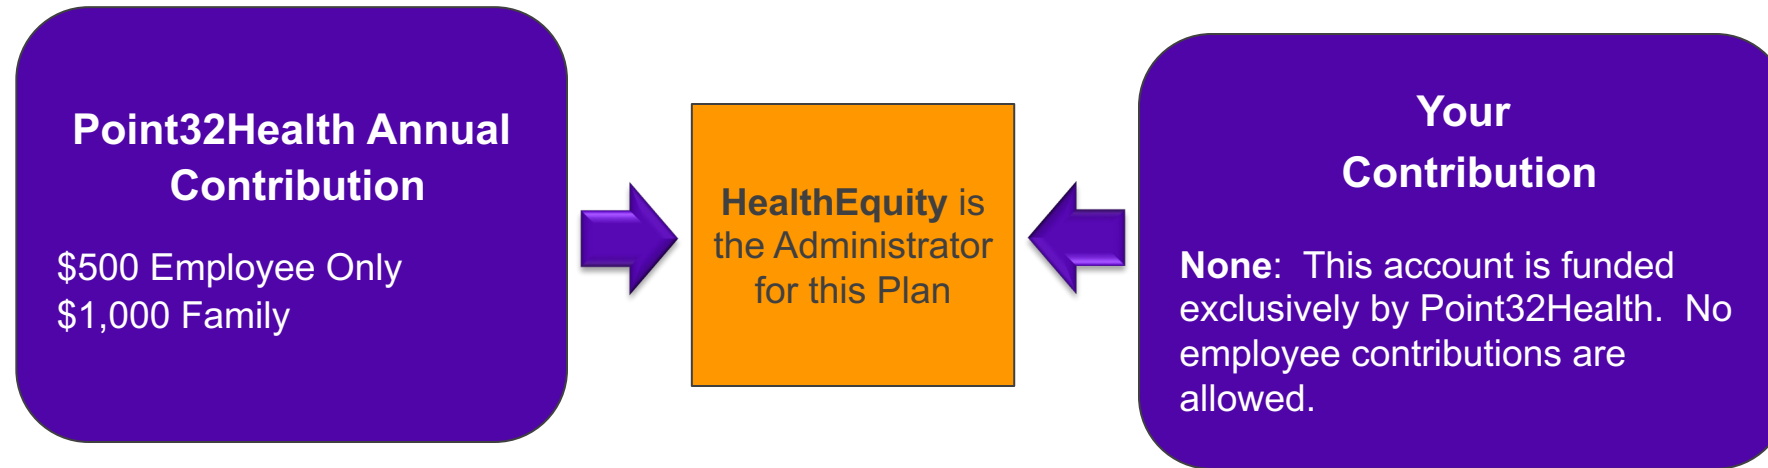 Point32Health Annual
Contribution
$500 Employee Only
$1,000 Family
HealthEquity is
the Administrator
for this Plan
Your
Contribution
None:  This account is funded
exclusively by Point32Health.  No
employee contributions are
allowed.